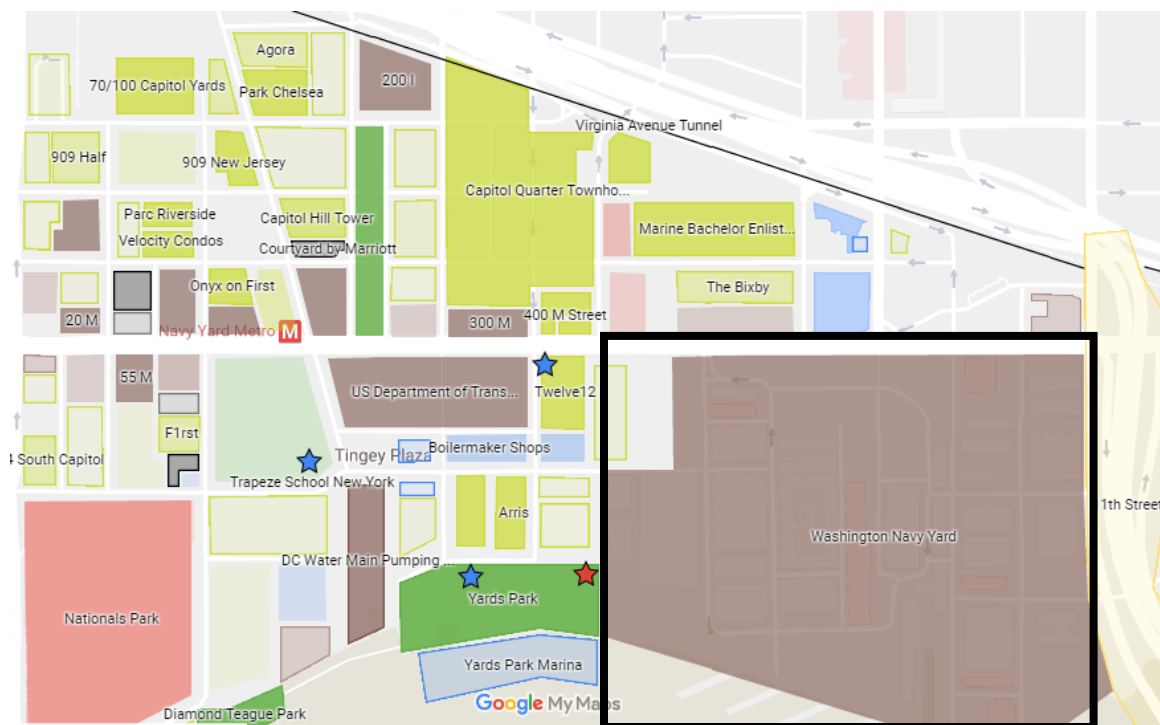 Agora
200 I
70/100 Capitol Yards
Park Chelsea
Virginia Avenue Tunnel
909 Half
909 New Jersey
Capitol Quarter Townho...
Parc Riverside
Capitol Hill Tower
Marine Bachelor Enlist...
Velocity Condos
Courtyard by Marriott
Onyx on First
The Bixby
20 M
300 M
400 M Street
Navy Yard Metro
M
55 M
US Department of Trans...
Twelve12
F1rst
Boilermaker Shops
Tingey Plaza
4 South Capitol
Trapeze School New York
1th Street
Arris
Washington Navy Yard
DC Water Main Pumping ...
Yards Park
Nationals Park
Yards Park Marina
Google My Maps
Diamond Teague Park